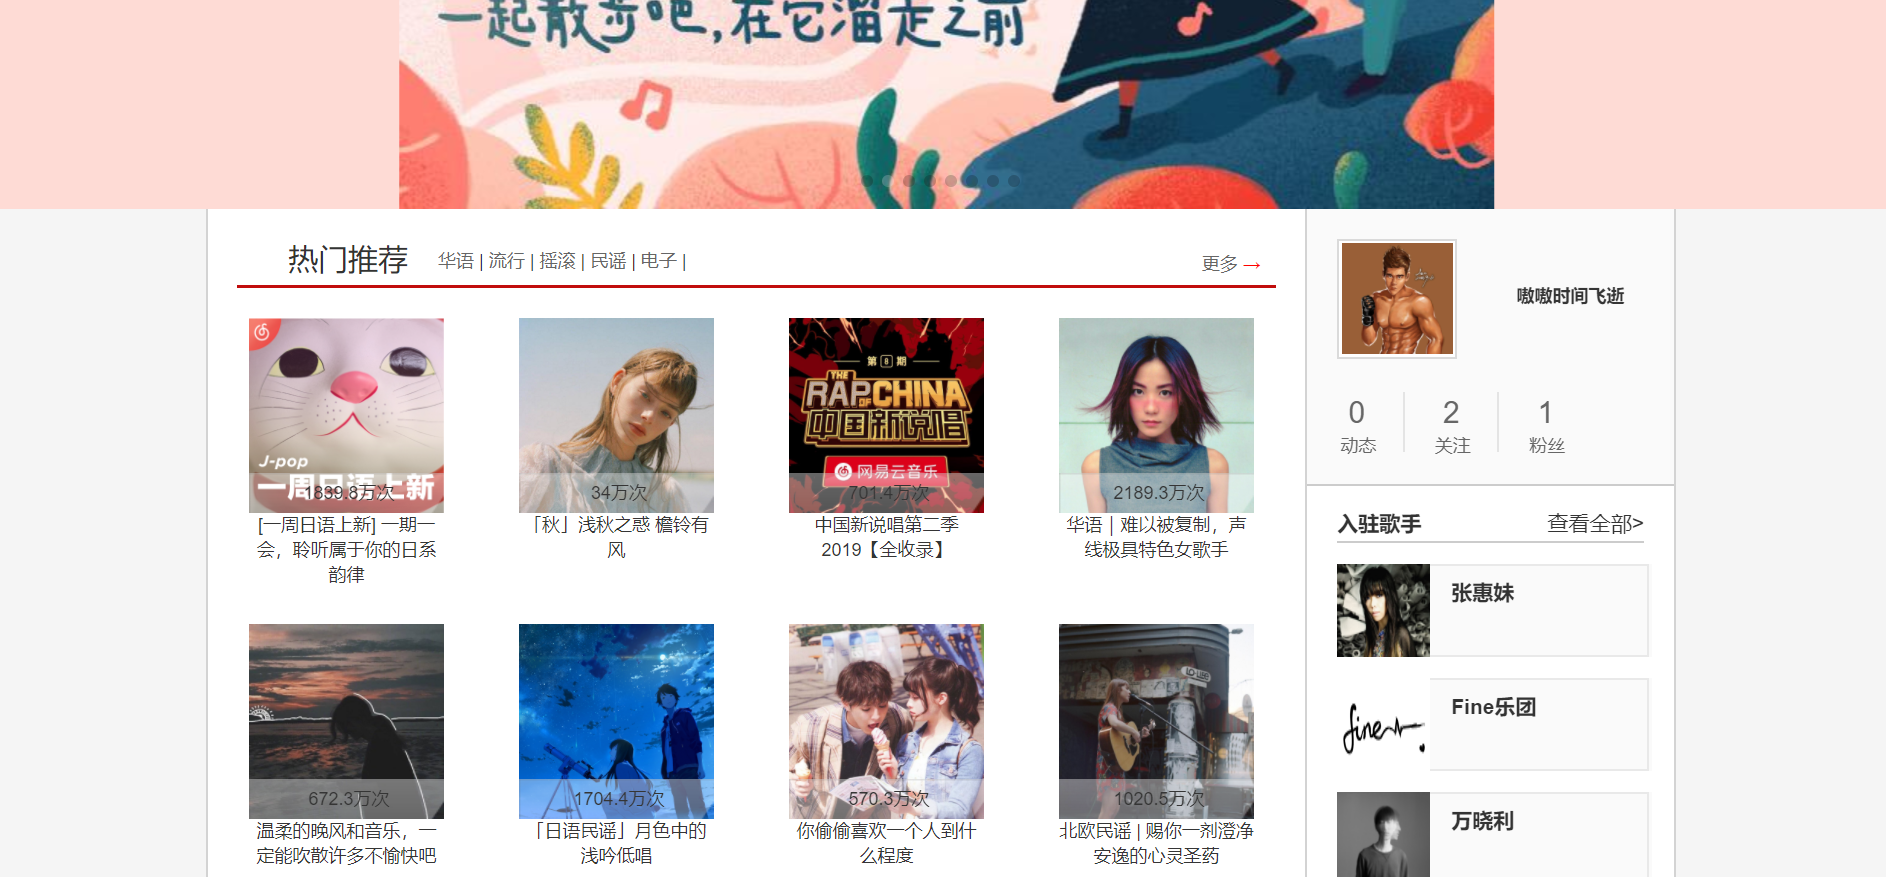 一起散步吧,在它溜走之前
热门推荐
华语 | 流行 | 摇滚 | 民谣 | 电子 |
更多 →
嗷嗷时间飞逝
0
动态
2
关注
1
粉丝
J-pop
一周日语上新
1839.8万次
[一周日语上新] 一期一
会，聆听属于你的日系
韵律
34万次
「秋」浅秋之惑 檐铃有
风
第 0 期
THE
RAP OF CHINA
中国新说唱
网易云音乐
701.4万次
中国新说唱第二季
2019【全收录】
2189.3万次
华语｜难以被复制，声
线极具特色女歌手
入驻歌手
查看全部>
张惠妹
fine
Fine乐团
万晓利
672.3万次
温柔的晚风和音乐，一
定能吹散许多不愉快吧
1704.4万次
「日语民谣」月色中的
浅吟低唱
570.3万次
你偷偷喜欢一个人到什
么程度
1020.5万次
北欧民谣 | 赐你一剂澄净
安逸的心灵圣药